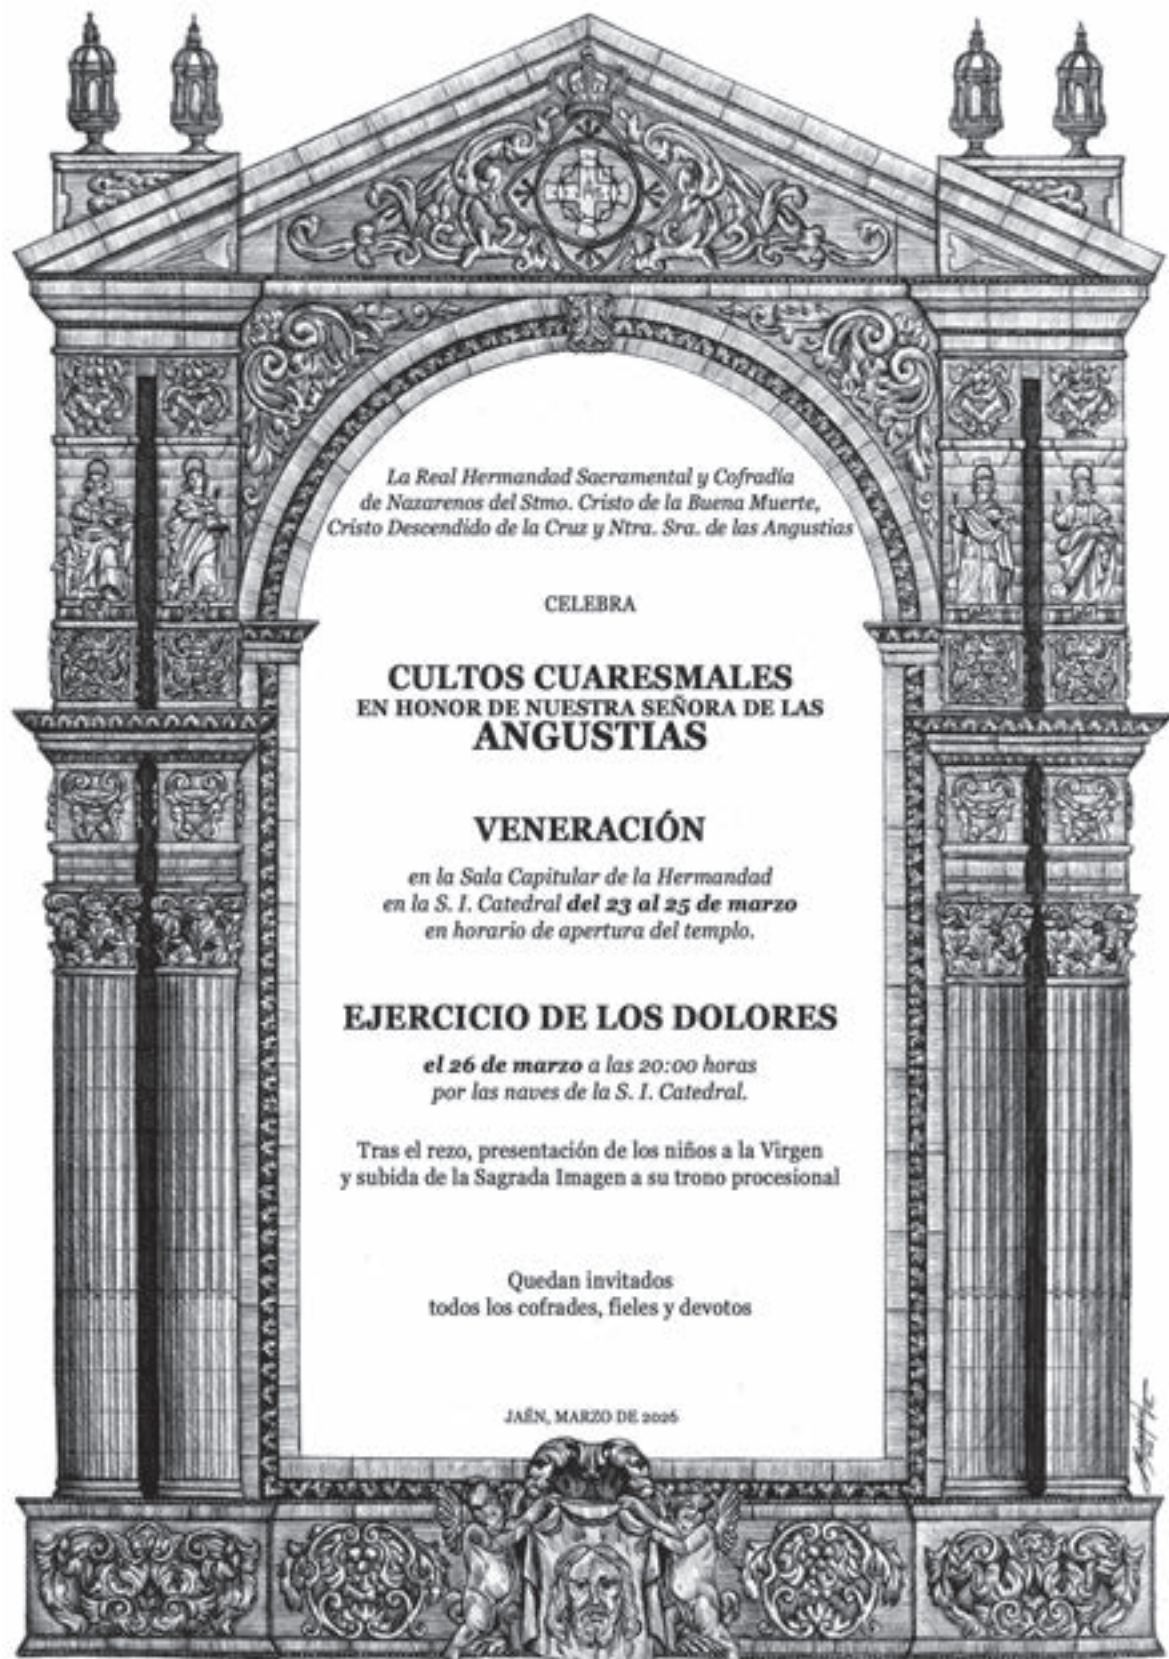 La Real Hermandad Sacramental y Cofradía
de Nazarenos del Stmo. Cristo de la Buena Muerte,
Cristo Descendido de la Cruz y Ntra. Sra. de las Angustias
CELEBRA
CULTOS CUARESMALES
EN HONOR DE NUESTRA SEÑORA DE LAS
ANGUSTIAS
VENERACIÓN
en la Sala Capitular de la Hermandad
en la S. I. Catedral del 23 al 25 de marzo
en horario de apertura del templo.
EJERCICIO DE LOS DOLORES
el 26 de marzo a las 20:00 horas
por las naves de la S. I. Catedral.
Tras el rezo, presentación de los niños a la Virgen
y subida de la Sagrada Imagen a su trono procesional
Quedan invitados
todos los cofrades, fieles y devotos
JAÉN, MARZO DE 2026